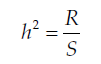 h² = R/S